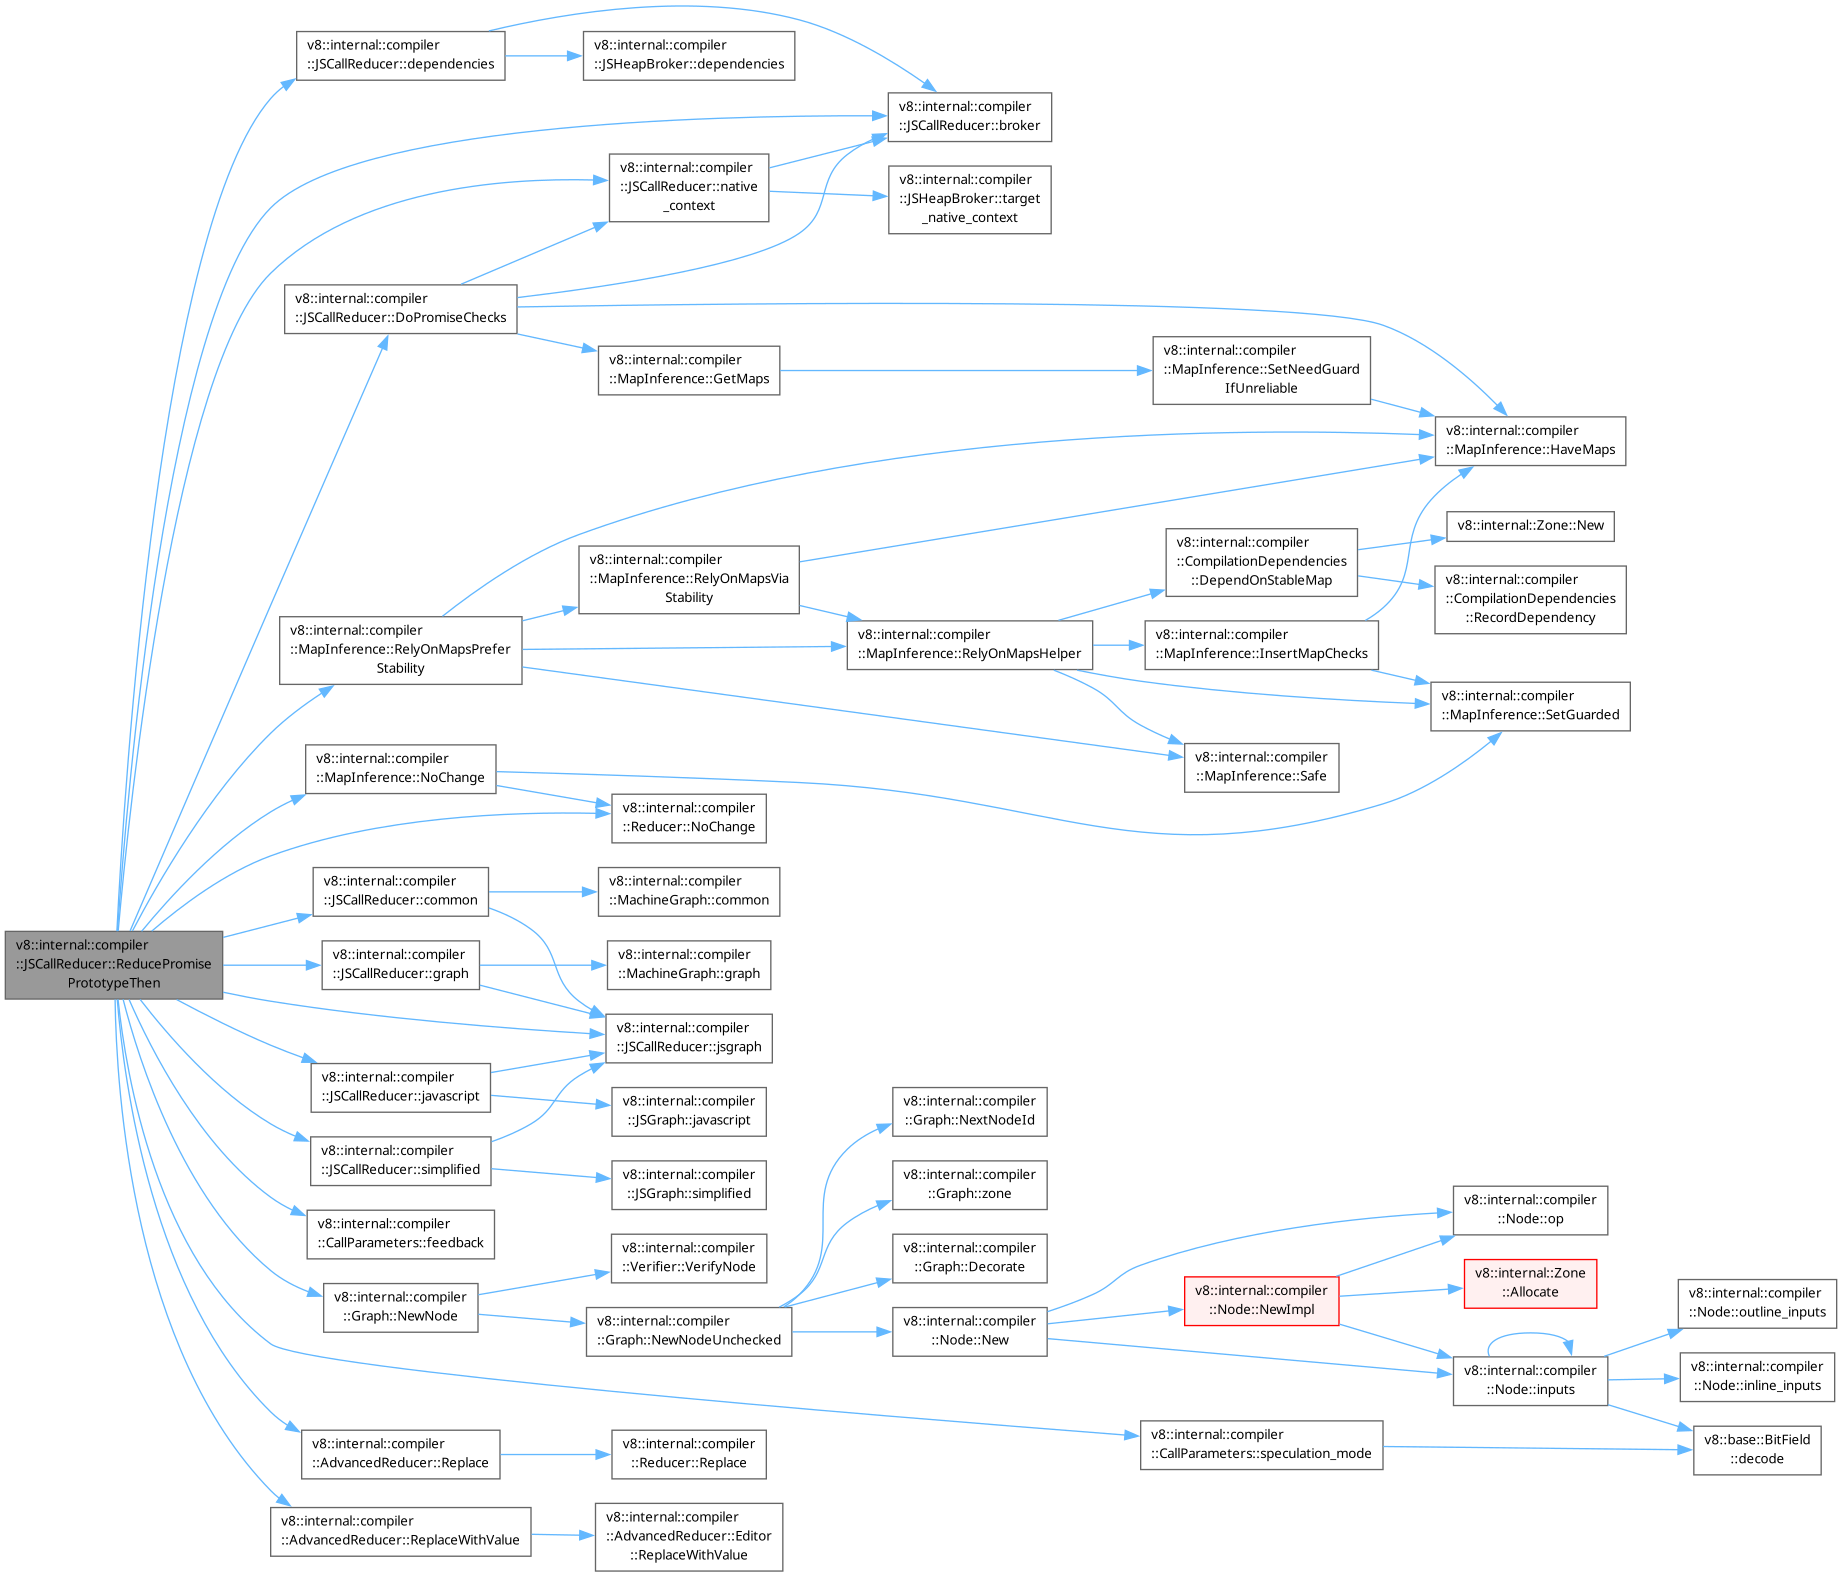 v8::internal::compiler
::JSCallReducer::dependencies
v8::internal::compiler
::JSHeapBroker::dependencies
v8::internal::compiler
::JSCallReducer::broker
v8::internal::compiler
::JSCallReducer::native
_context
v8::internal::compiler
::JSHeapBroker::target
_native_context
v8::internal::compiler
::JSCallReducer::DoPromiseChecks
v8::internal::compiler
::MapInference::GetMaps
v8::internal::compiler
::MapInference::SetNeedGuard
IfUnreliable
v8::internal::compiler
::MapInference::HaveMaps
v8::internal::Zone::New
v8::internal::compiler
::CompilationDependencies
::DependOnStableMap
v8::internal::compiler
::MapInference::RelyOnMapsVia
Stability
v8::internal::compiler
::CompilationDependencies
::RecordDependency
v8::internal::compiler
::MapInference::RelyOnMapsPrefer
Stability
v8::internal::compiler
::MapInference::RelyOnMapsHelper
v8::internal::compiler
::MapInference::InsertMapChecks
v8::internal::compiler
::MapInference::SetGuarded
v8::internal::compiler
::MapInference::Safe
v8::internal::compiler
::MapInference::NoChange
v8::internal::compiler
::Reducer::NoChange
v8::internal::compiler
::JSCallReducer::common
v8::internal::compiler
::MachineGraph::common
v8::internal::compiler
::JSCallReducer::ReducePromise
PrototypeThen
v8::internal::compiler
::JSCallReducer::graph
v8::internal::compiler
::MachineGraph::graph
v8::internal::compiler
::JSCallReducer::jsgraph
v8::internal::compiler
::JSCallReducer::javascript
v8::internal::compiler
::JSGraph::javascript
v8::internal::compiler
::Graph::NextNodeId
v8::internal::compiler
::JSCallReducer::simplified
v8::internal::compiler
::JSGraph::simplified
v8::internal::compiler
::Graph::zone
v8::internal::compiler
::CallParameters::feedback
v8::internal::compiler
::Verifier::VerifyNode
v8::internal::compiler
::Graph::Decorate
v8::internal::compiler
::Node::op
v8::internal::compiler
::Graph::NewNode
v8::internal::compiler
::Graph::NewNodeUnchecked
v8::internal::compiler
::Node::New
v8::internal::compiler
::Node::NewImpl
v8::internal::Zone
::Allocate
v8::internal::compiler
::Node::outline_inputs
v8::internal::compiler
::Node::inputs
v8::internal::compiler
::Node::inline_inputs
v8::internal::compiler
::CallParameters::speculation_mode
v8::base::BitField
::decode
v8::internal::compiler
::AdvancedReducer::Replace
v8::internal::compiler
::Reducer::Replace
v8::internal::compiler
::AdvancedReducer::ReplaceWithValue
v8::internal::compiler
::AdvancedReducer::Editor
::ReplaceWithValue